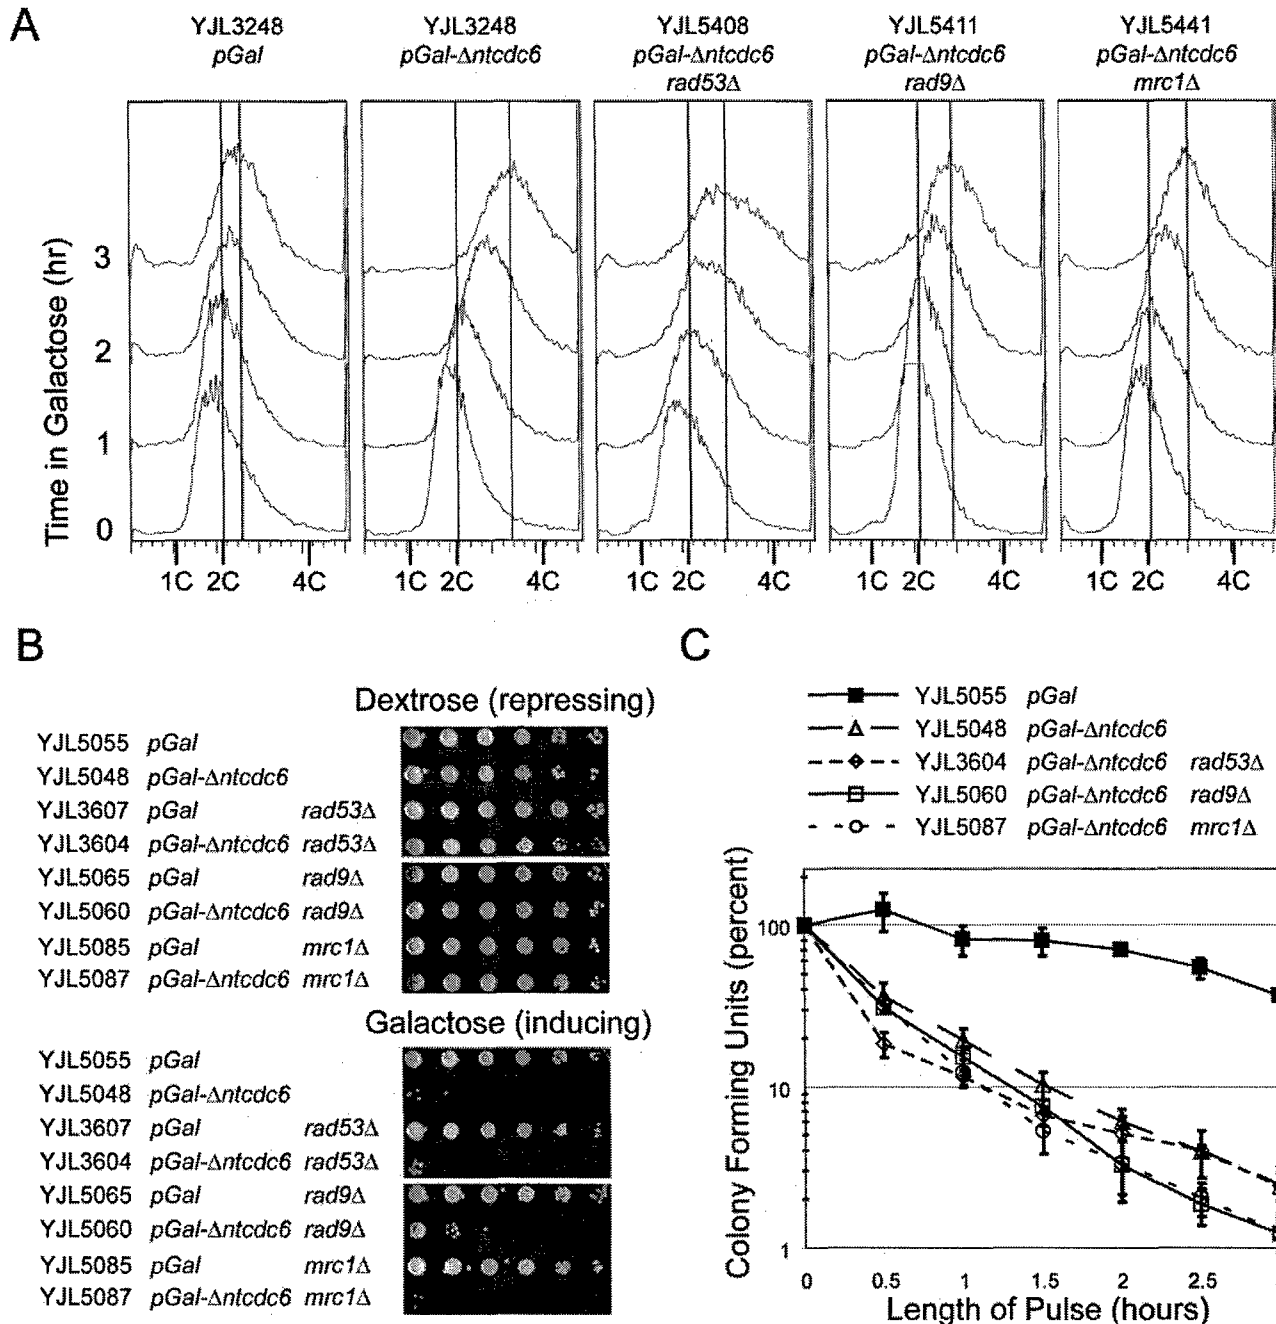 A
YJL3248
pGal
YJL3248
pGal-Δntcdc6
YJL5408
pGal-Δntcdc6
rad53Δ
YJL5411
pGal-Δntcdc6
rad9Δ
YJL5441
pGal-Δntcdc6
mrc1Δ
Time in Galactose (hr)
3
2
1
0
1C 2C 4C
1C 2C 4C
1C 2C 4C
1C 2C 4C
1C 2C 4C
B
Dextrose (repressing)
YJL5055 pGal
YJL5048 pGal-Δntcdc6
YJL3607 pGal rad53Δ
YJL3604 pGal-Δntcdc6 rad53Δ
YJL5065 pGal rad9Δ
YJL5060 pGal-Δntcdc6 rad9Δ
YJL5085 pGal mrc1Δ
YJL5087 pGal-Δntcdc6 mrc1Δ
Galactose (inducing)
YJL5055 pGal
YJL5048 pGal-Δntcdc6
YJL3607 pGal rad53Δ
YJL3604 pGal-Δntcdc6 rad53Δ
YJL5065 pGal rad9Δ
YJL5060 pGal-Δntcdc6 rad9Δ
YJL5085 pGal mrc1Δ
YJL5087 pGal-Δntcdc6 mrc1Δ
C
YJL5055 pGal
YJL5048 pGal-Δntcdc6
YJL3604 pGal-Δntcdc6 rad53Δ
YJL5060 pGal-Δntcdc6 rad9Δ
YJL5087 pGal-Δntcdc6 mrc1Δ
Colony Forming Units (percent)
100
10
1
0 0.5 1 1.5 2 2.5
Length of Pulse (hours)